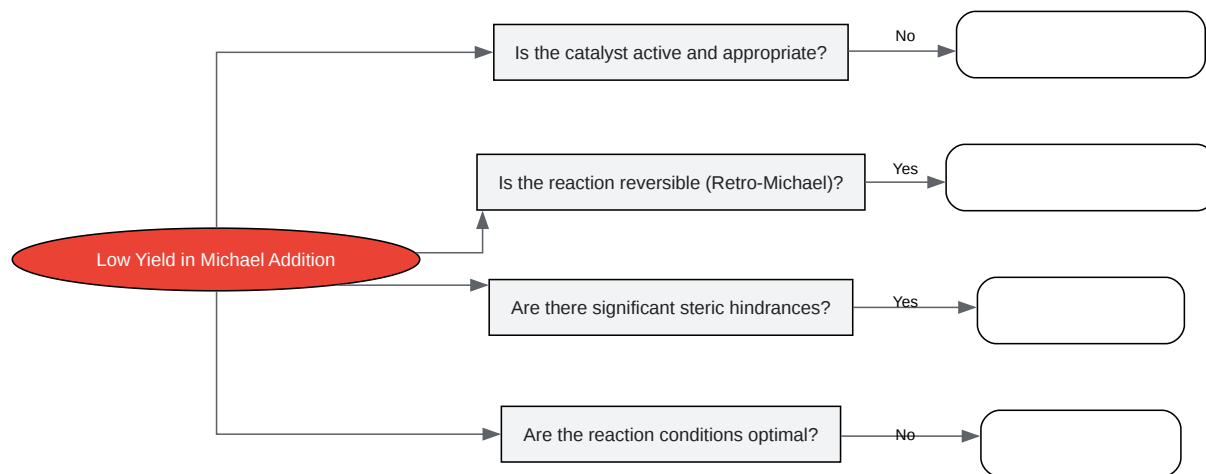 Is the catalyst active and appropriate?
No
Is the reaction reversible (Retro-Michael)?
Yes
Low Yield in Michael Addition
Are there significant steric hindrances?
Yes
Are the reaction conditions optimal?
No